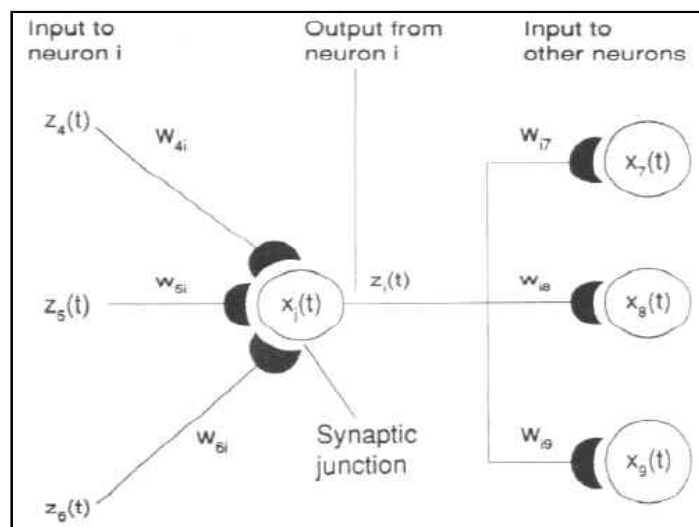 Input to
neuron i
Output from
neuron i
Input to
other neurons
z₄(t)
w₄ᵢ
wᵢ₇
x₇(t)
z₅(t)
w₅ᵢ
xᵢ(t)
zᵢ(t)
wᵢ₈
x₈(t)
w₆ᵢ
Synaptic
junction
wᵢ₉
x₉(t)
z₆(t)